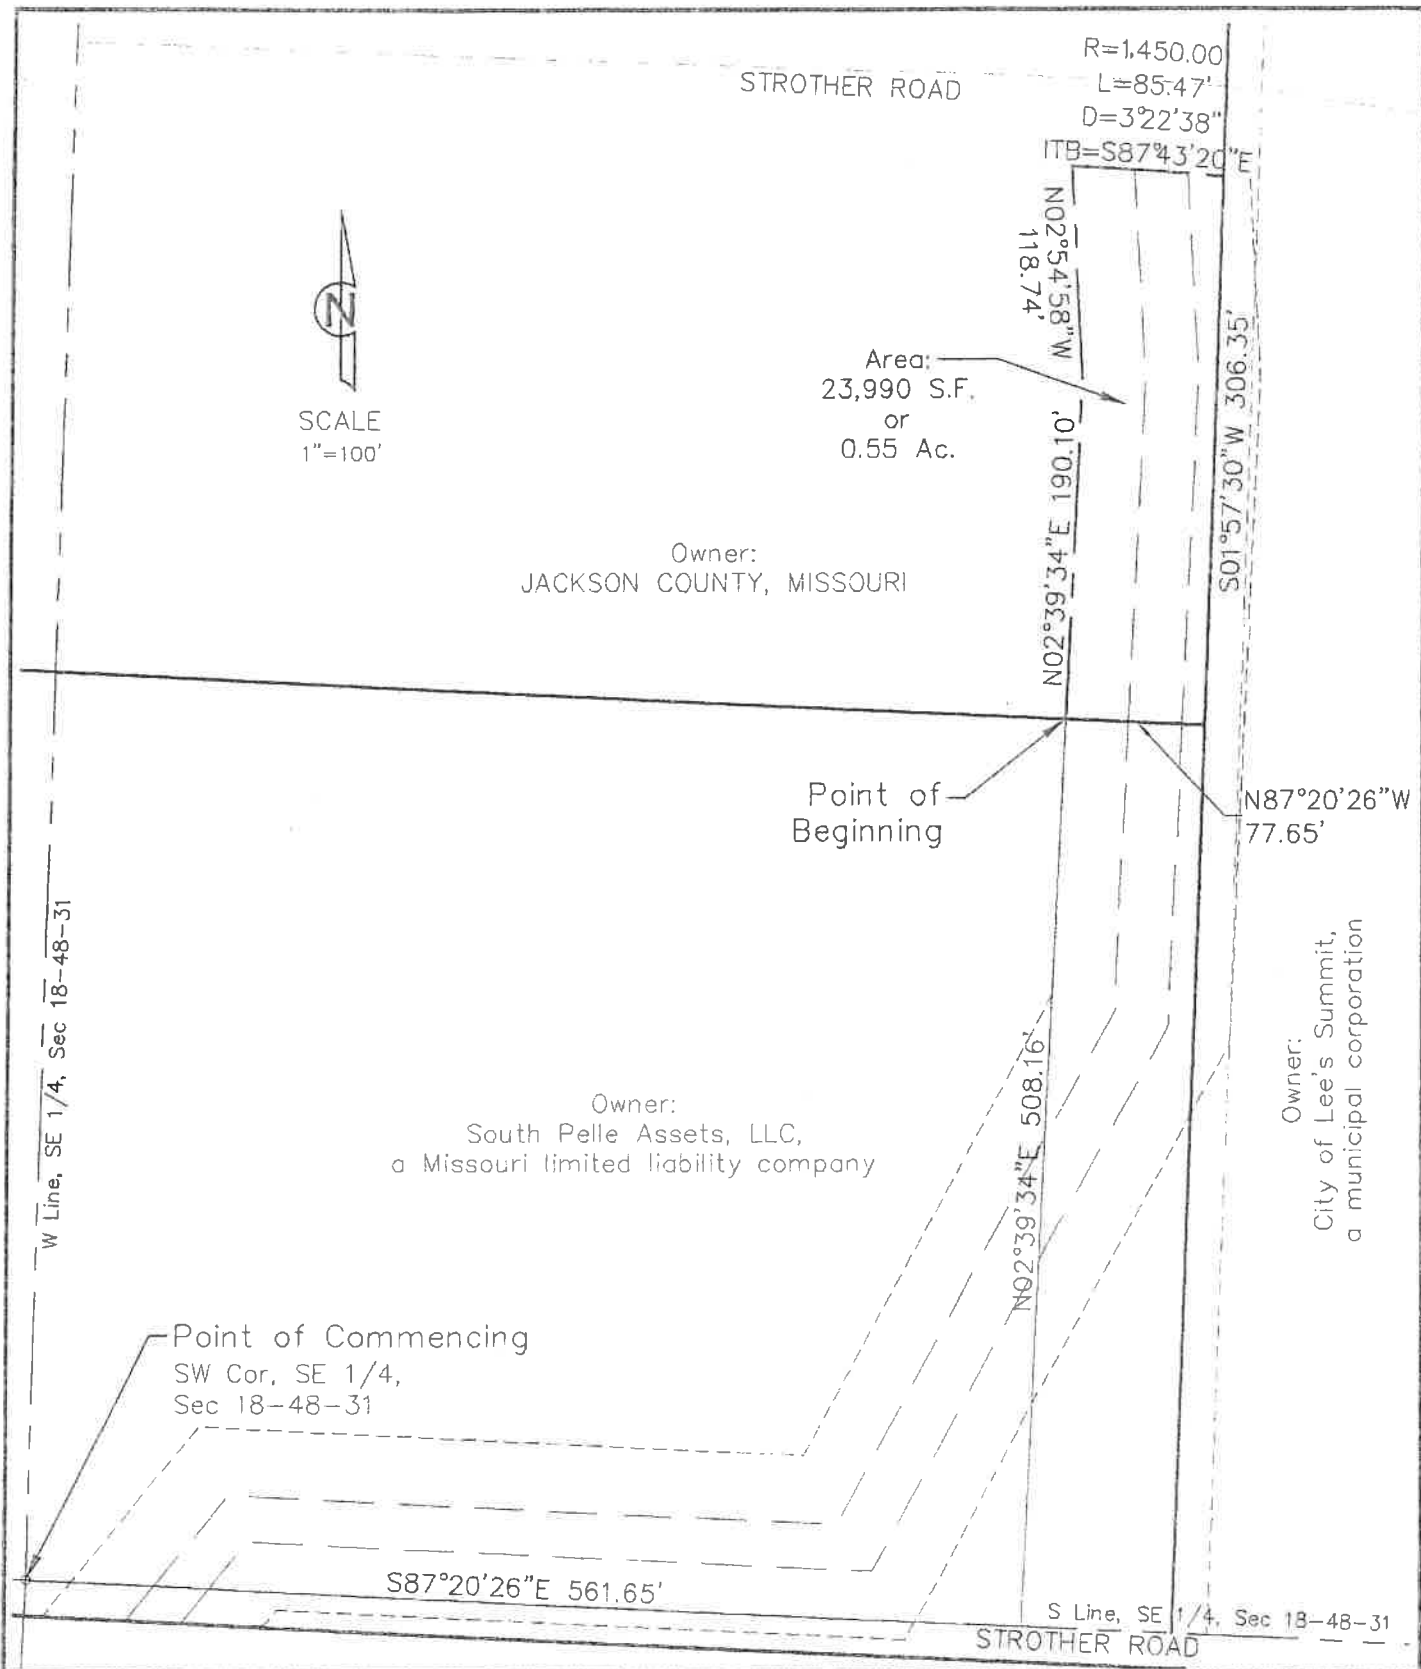 R=1,450.00
STROTHER ROAD
L=85.47'
D=3°22'38"
ITB=S87°43'20"E
N02°54'58"W
118.74'
N
SCALE
1"=100'
Area:
23,990 S.F.
or
0.55 Ac.
N02°39'34"E 190.10'
S01°57'30"W 306.35'
Owner:
JACKSON COUNTY, MISSOURI
Point of
Beginning
N87°20'26"W
77.65'
W Line, SE 1/4, Sec 18-48-31
Owner:
South Pelle Assets, LLC,
a Missouri limited liability company
N02°39'34"E 508.16'
Owner:
City of Lee's Summit,
a municipal corporation
Point of Commencing
SW Cor, SE 1/4,
Sec 18-48-31
S87°20'26"E 561.65'
S Line, SE 1/4, Sec 18-48-31
STROTHER ROAD